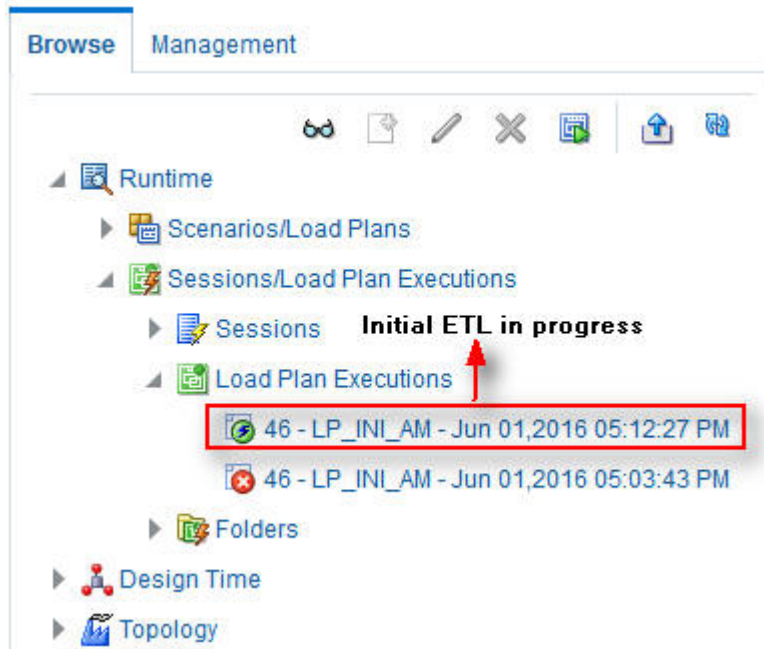 Browse Management
Runtime
Scenarios/Load Plans
Sessions/Load Plan Executions
Sessions Initial ETL in progress
Load Plan Executions
46 - LP_INI_AM - Jun 01,2016 05:12:27 PM
46 - LP_INI_AM - Jun 01,2016 05:03:43 PM
Folders
Design Time
Topology